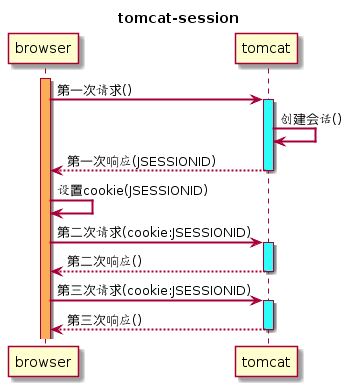 tomcat-session
browser
tomcat
第一次请求()
创建会话()
第一次响应(JSESSIONID)
设置cookie(JSESSIONID)
第二次请求(cookie:JSESSIONID)
第二次响应()
第三次请求(cookie:JSESSIONID)
第三次响应()
browser
tomcat